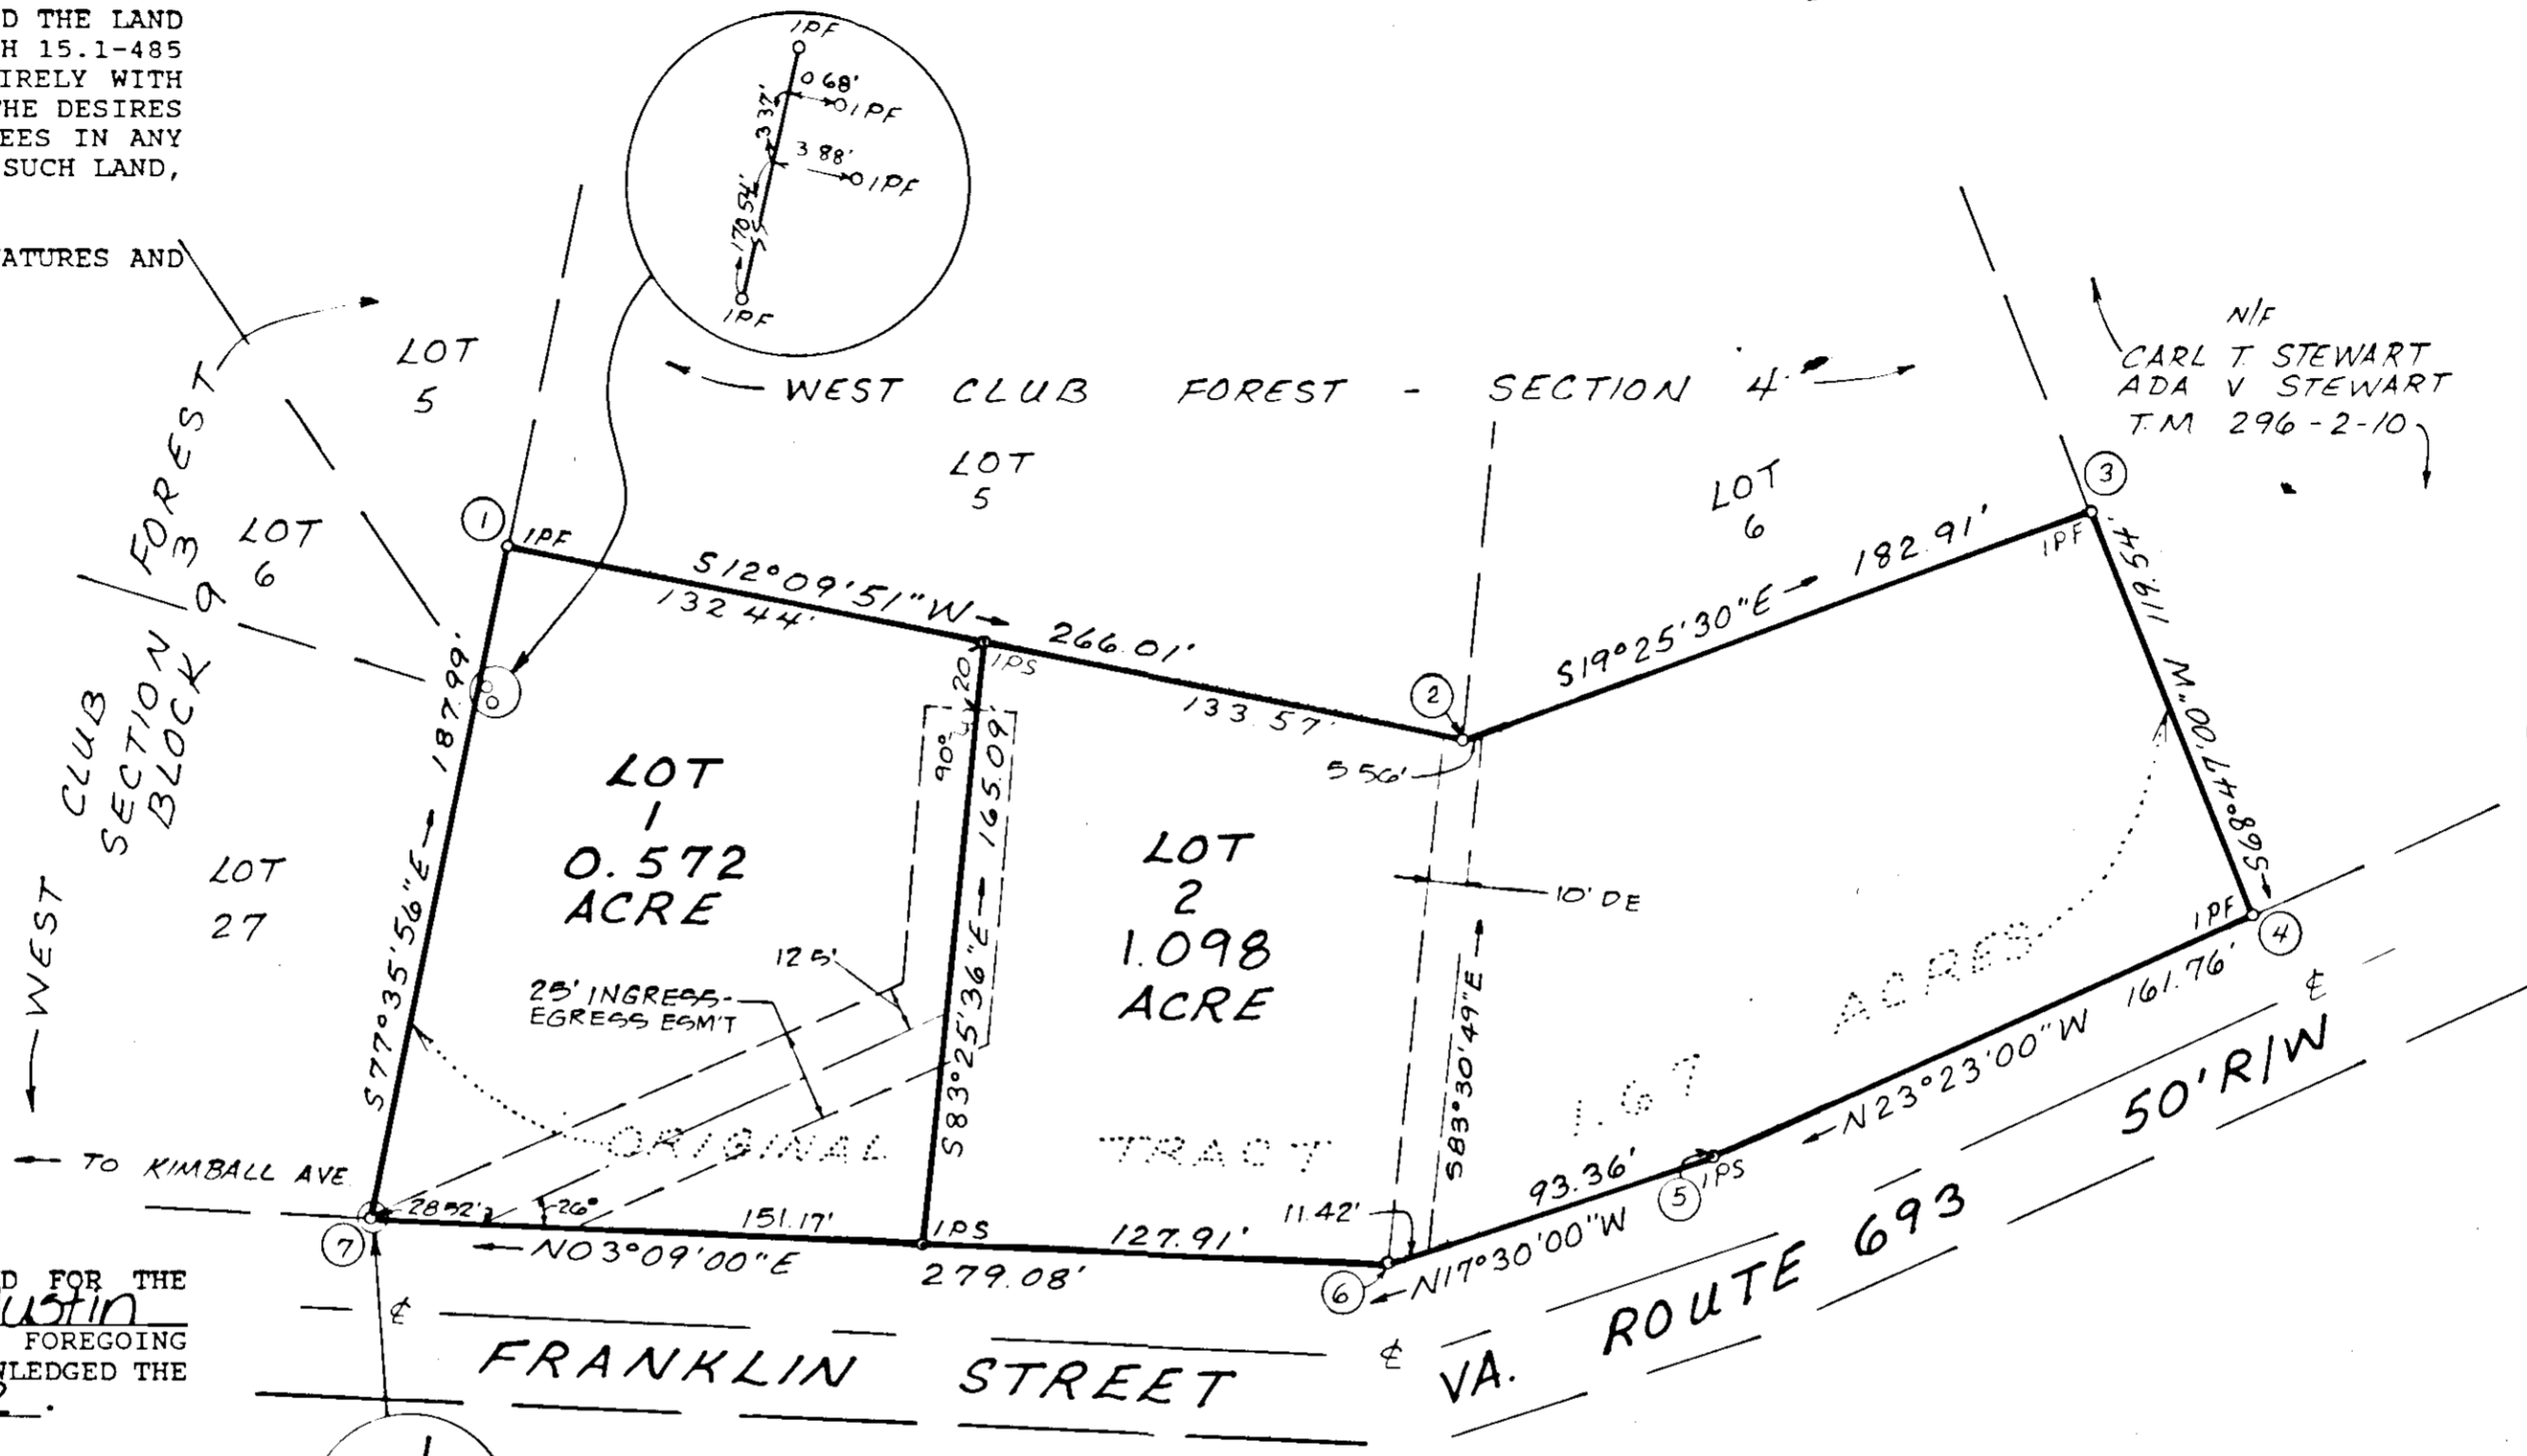 D THE LAND
H 15.1-485
IRELY WITH
THE DESIRES
EES IN ANY
SUCH LAND,
ATURES AND
IPF
0 68'
IPF
3 37'
3 88'
IPF
170 54'
IPF
N/F
CARL T. STEWART
ADA V STEWART
T.M 296-2-10
WEST CLUB FOREST - SECTION 4
LOT
5
LOT
5
LOT
6
LOT
6
LOT
27
WEST CLUB FOREST
SECTION 3
BLOCK 9
1
IPF
S12°09'51"W
132 44'
266.01'
IPS
20'
133.57'
2
5 56'
S19°25'30"E
182.91'
3
IPF
119.54'
S68°47'00"W
IPF
4
187.99'
S77°35'56"E
LOT
1
0.572
ACRE
90°
165.09'
S83°25'36"E
LOT
2
1.098
ACRE
10' DE
S83°30'49"E
12 5'
25' INGRESS-
EGRESS ESM'T
ORIGINAL TRACT 1.67 ACRES
161.76'
N23°23'00"W
93.36'
5
IPS
N17°30'00"W
11.42'
6
TO KIMBALL AVE.
28 52'
26°
151.17'
IPS
127.91'
N03°09'00"E
279.08'
7
℄
℄
℄
FRANKLIN STREET
VA. ROUTE 693
50' R/W
D FOR THE
ustin
FOREGOING
LEDGED THE